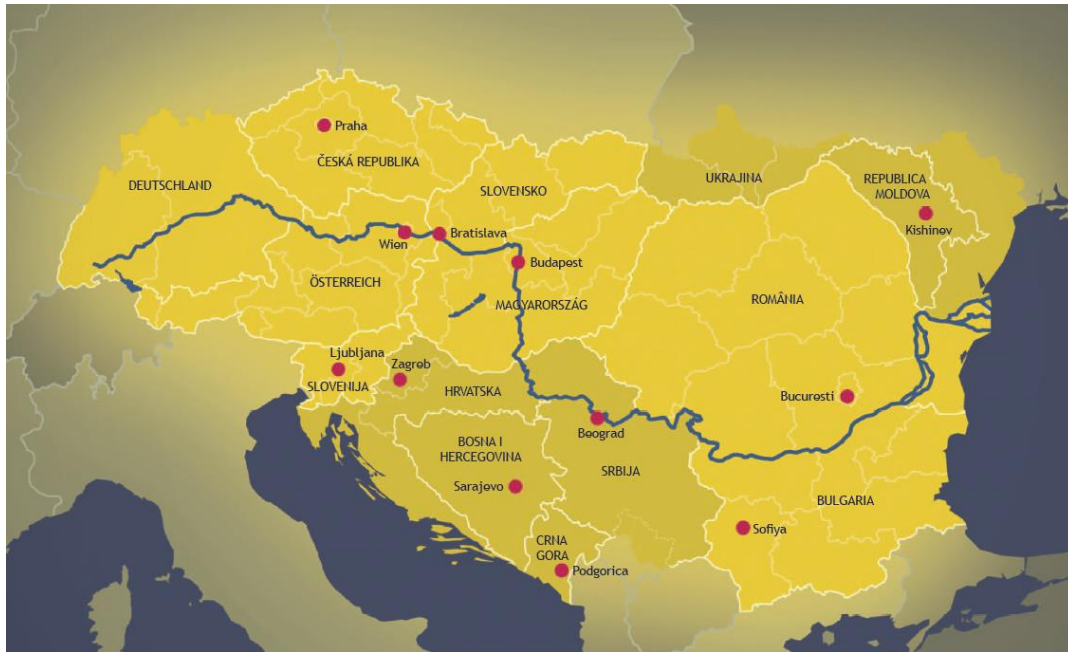 Praha
ČESKÁ REPUBLIKA
DEUTSCHLAND
SLOVENSKO
UKRAJINA
REPUBLICA
MOLDOVA
Kishinev
Wien
Bratislava
Budapest
ÖSTERREICH
MAGYARORSZÁG
ROMÂNIA
Ljubljana
SLOVENIJA
Zagreb
HRVATSKA
Bucuresti
Beograd
BOSNA I
HERCEGOVINA
Sarajevo
SRBIJA
BULGARIA
Sofiya
CRNA
GORA
Podgorica